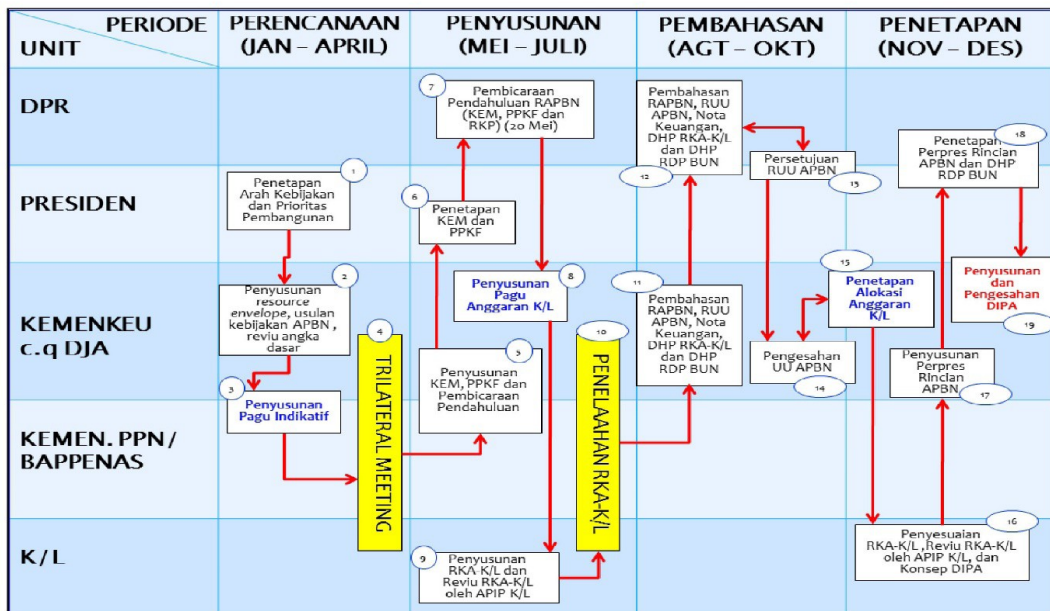 PERIODE
UNIT
PERENCANAAN
(JAN – APRIL)
PENYUSUNAN
(MEI – JULI)
PEMBAHASAN
(AGT – OKT)
PENETAPAN
(NOV – DES)
DPR
PRESIDEN
KEMENKEU
c.q DJA
KEMEN. PPN /
BAPPENAS
K/L
1
Penetapan
Arah Kebijakan
dan Prioritas
Pembangunan
2
Penyusunan
resource
envelope, usulan
kebijakan APBN ,
reviu angka
dasar
3
Penyusunan
Pagu Indikatif
4
TRILATERAL MEETING
5
Penyusunan
KEM, PPKF dan
Pembicaraan
Pendahuluan
6
Penetapan
KEM dan
PPKF
7
Pembicaraan
Pendahuluan RAPBN
(KEM, PPKF dan
RKP) (20 Mei)
8
Penyusunan
Pagu
Anggaran K/L
9
Penyusunan
RKA-K/L dan
Reviu RKA-K/L
oleh APIP K/L
10
PENELAAHAN RKA-K/L
11
Pembahasan
RAPBN, RUU
APBN, Nota
Keuangan,
DHP RKA-K/L
dan DHP
RDP BUN
12
Pembahasan
RAPBN, RUU
APBN, Nota
Keuangan,
DHP RKA-K/L
dan DHP
RDP BUN
13
Persetujuan
RUU APBN
14
Pengesahan
UU APBN
15
Penetapan
Alokasi
Anggaran
K/L
16
Penyesuaian
RKA-K/L ,Reviu RKA-K/L
oleh APIP K/L, dan
Konsep DIPA
17
Penyusunan
Perpres
Rincian
APBN
18
Penetapan
Perpres Rincian
APBN dan DHP
RDP BUN
Penyusunan
dan
Pengesahan
DIPA
19